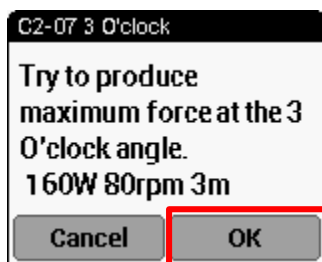 C2-07 3 O'clock
Try to produce
maximum force at the 3
O'clock angle.
160W 80rpm 3m
Cancel
OK